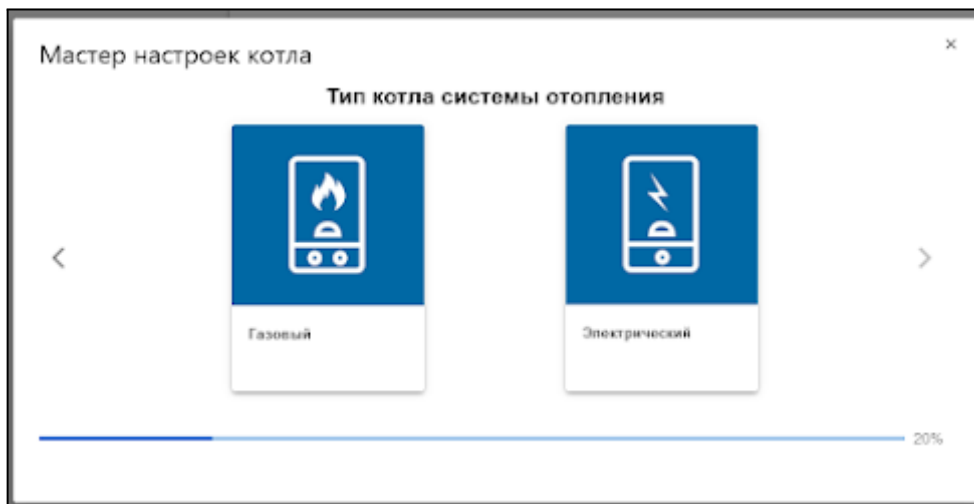 Мастер настроек котла
Тип котла системы отопления
Газовый
Электрический
20%